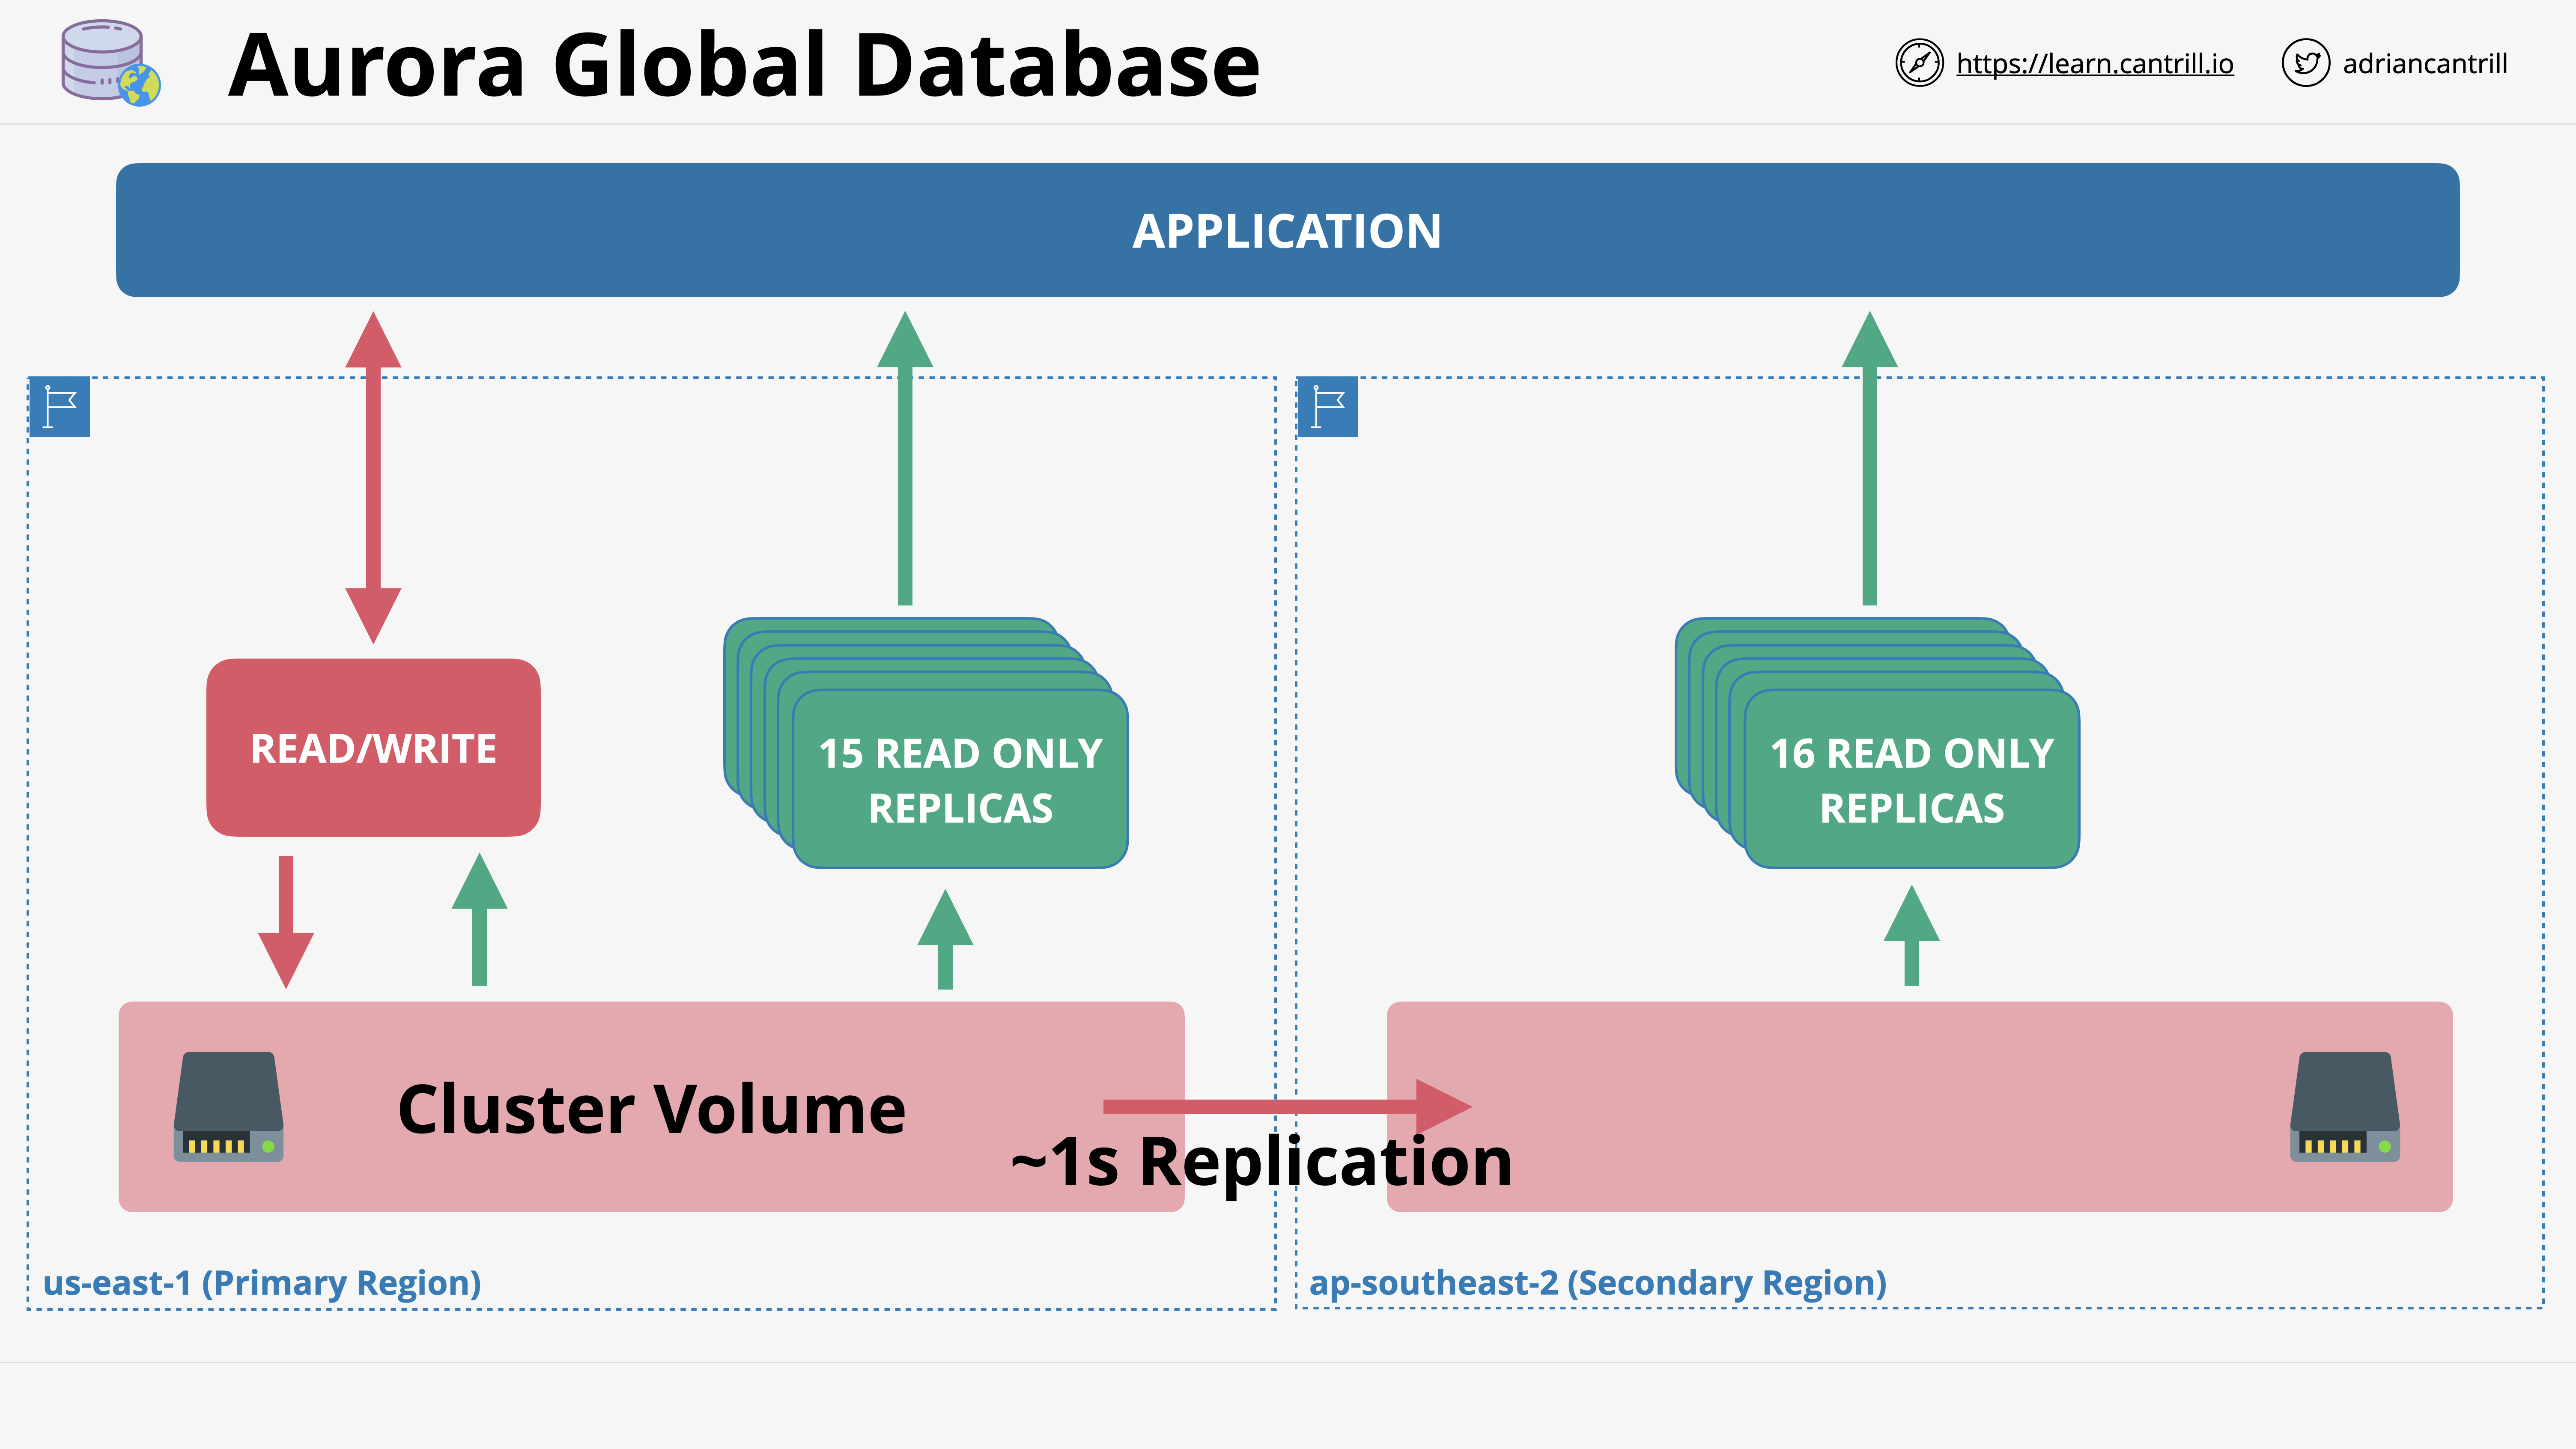 Aurora Global Database
https://learn.cantrill.io
adriancantrill
APPLICATION
READ/WRITE
15 READ ONLY
REPLICAS
16 READ ONLY
REPLICAS
Cluster Volume
~1s Replication
us-east-1 (Primary Region)
ap-southeast-2 (Secondary Region)